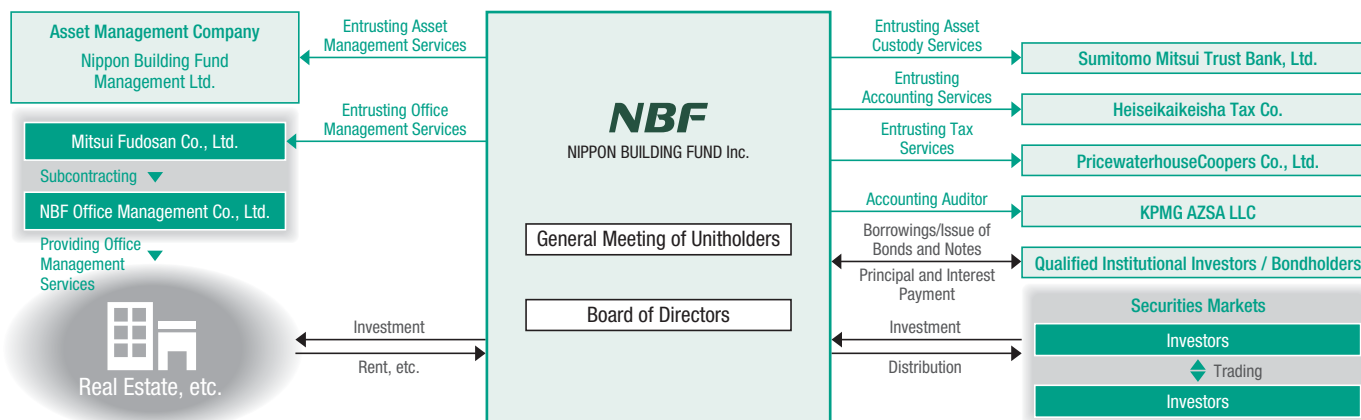 Asset Management Company
Nippon Building Fund
Management Ltd.
Entrusting Asset
Management Services
Mitsui Fudosan Co., Ltd.
Subcontracting
NBF Office Management Co., Ltd.
Entrusting Office
Management Services
Providing Office
Management
Services
Real Estate, etc.
Investment
Rent, etc.
NBF
NIPPON BUILDING FUND Inc.
General Meeting of Unitholders
Board of Directors
Entrusting Asset
Custody Services
Sumitomo Mitsui Trust Bank, Ltd.
Entrusting
Accounting Services
Heiseikaikeisha Tax Co.
Entrusting Tax
Services
PricewaterhouseCoopers Co., Ltd.
Accounting Auditor
KPMG AZSA LLC
Borrowings/Issue of
Bonds and Notes
Principal and Interest
Payment
Qualified Institutional Investors / Bondholders
Securities Markets
Investment
Distribution
Investors
Trading
Investors